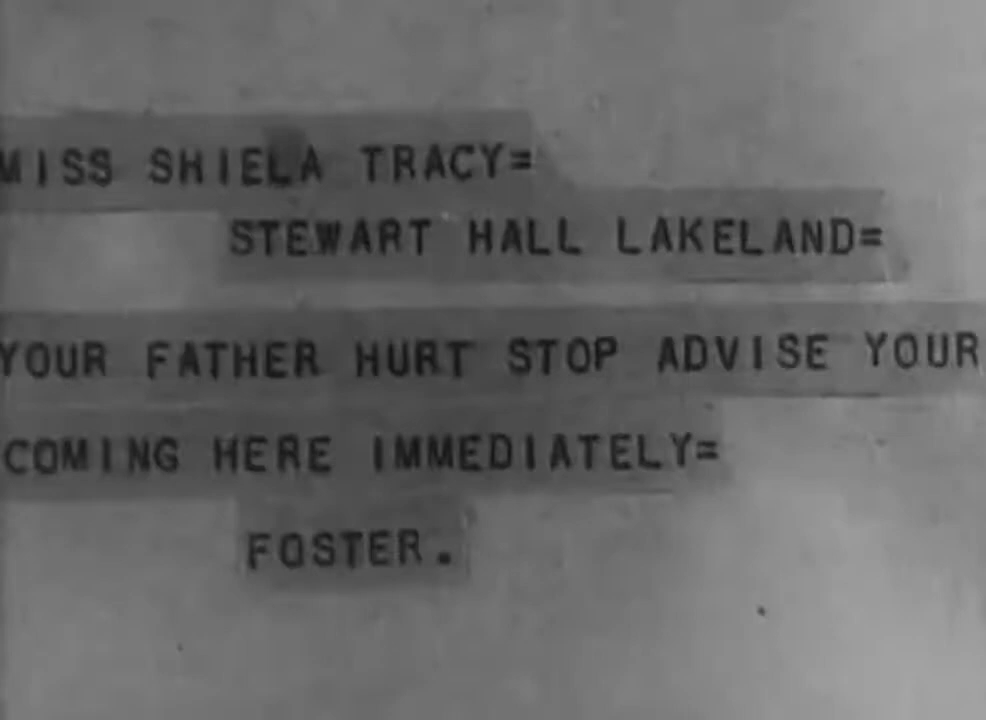 MISS SHIELA TRACY=
STEWART HALL LAKELAND=
YOUR FATHER HURT STOP ADVISE YOUR
COMING HERE IMMEDIATELY=
FOSTER.